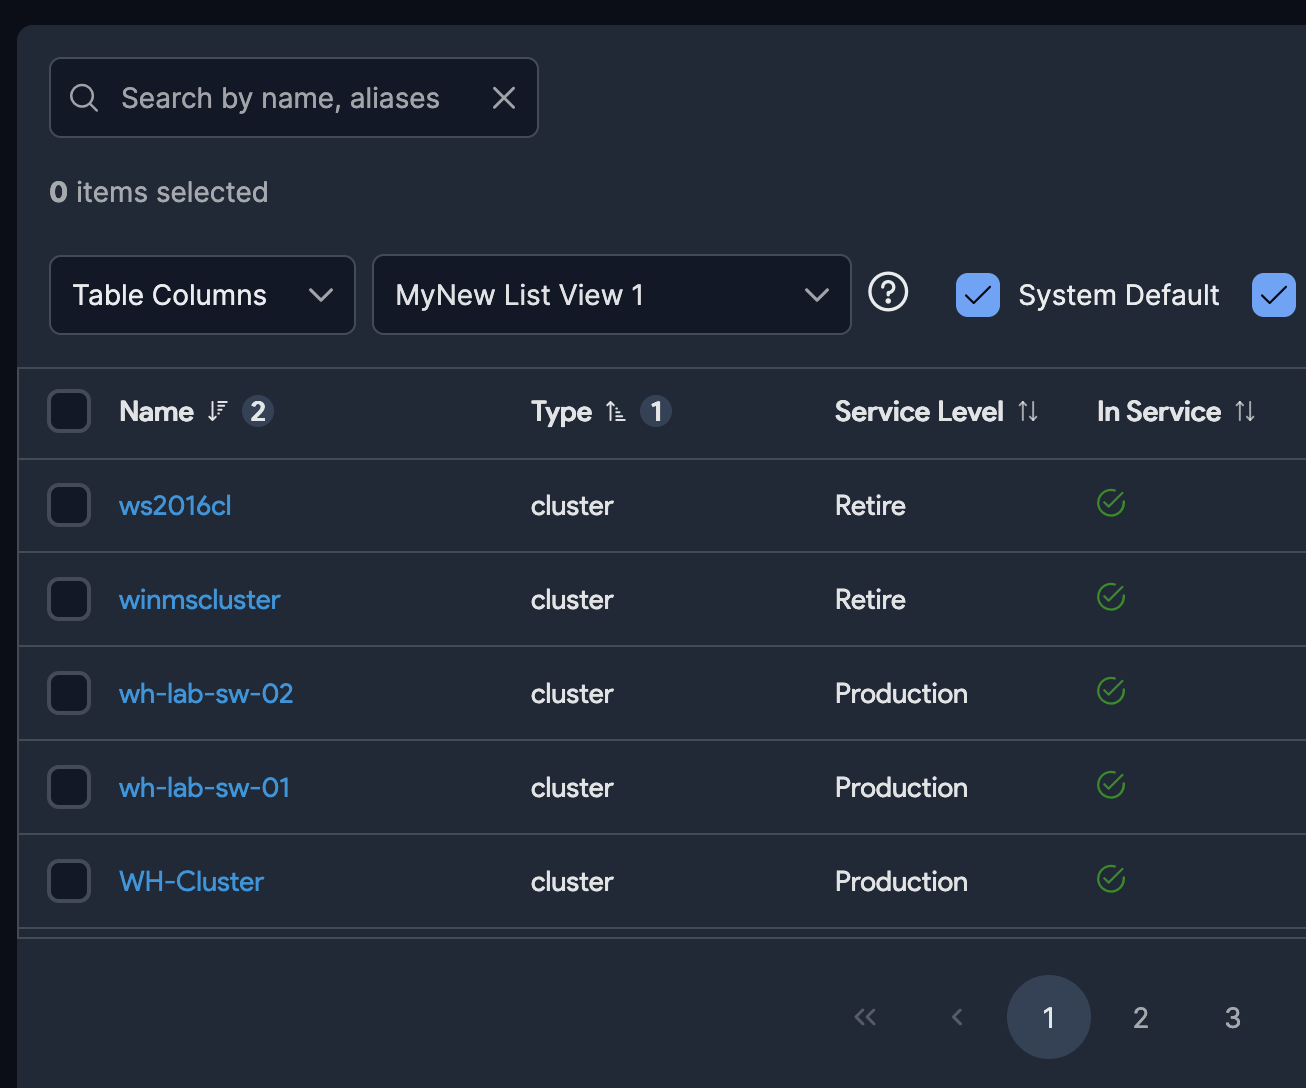 Search by name, aliases
0 items selected
Table Columns MyNew List View 1 System Default
Name 2 Type 1 Service Level In Service
ws2016cl cluster Retire
winmscluster cluster Retire
wh-lab-sw-02 cluster Production
wh-lab-sw-01 cluster Production
WH-Cluster cluster Production
« ‹ 1 2 3